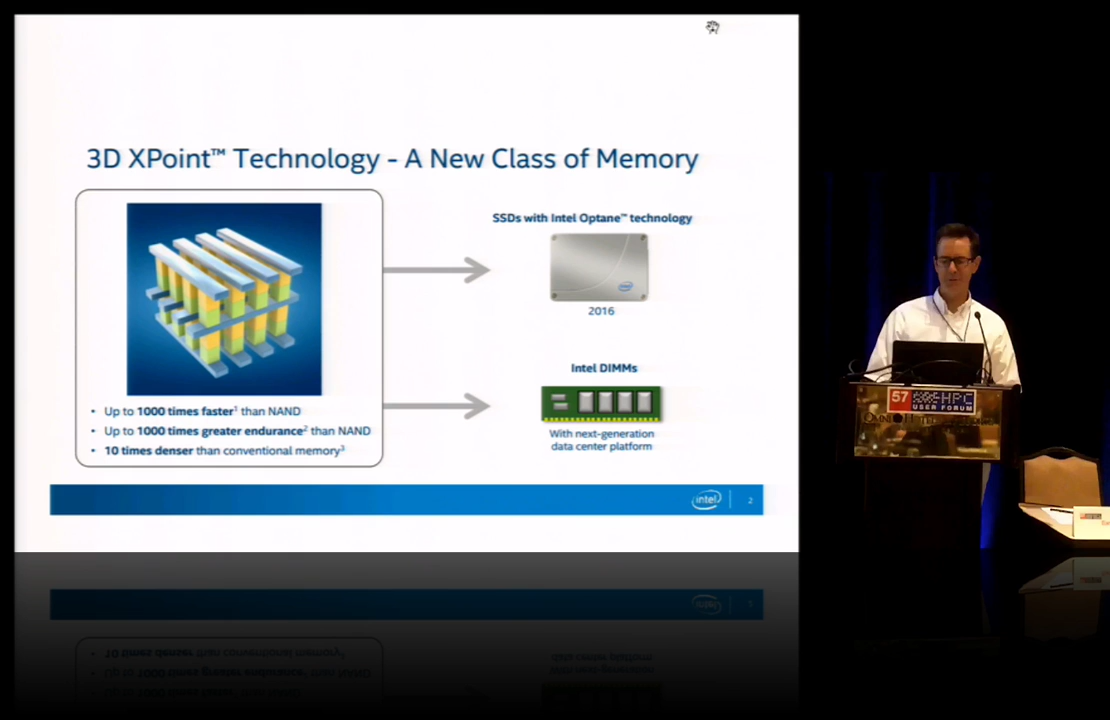 3D XPoint™ Technology - A New Class of Memory
SSDs with Intel Optane™ technology
intel
2016
Intel DIMMs
With next-generation
data center platform
• Up to 1000 times faster¹ than NAND
• Up to 1000 times greater endurance² than NAND
• 10 times denser than conventional memory³
intel
2
57
HPC
USER FORUM
OMNI